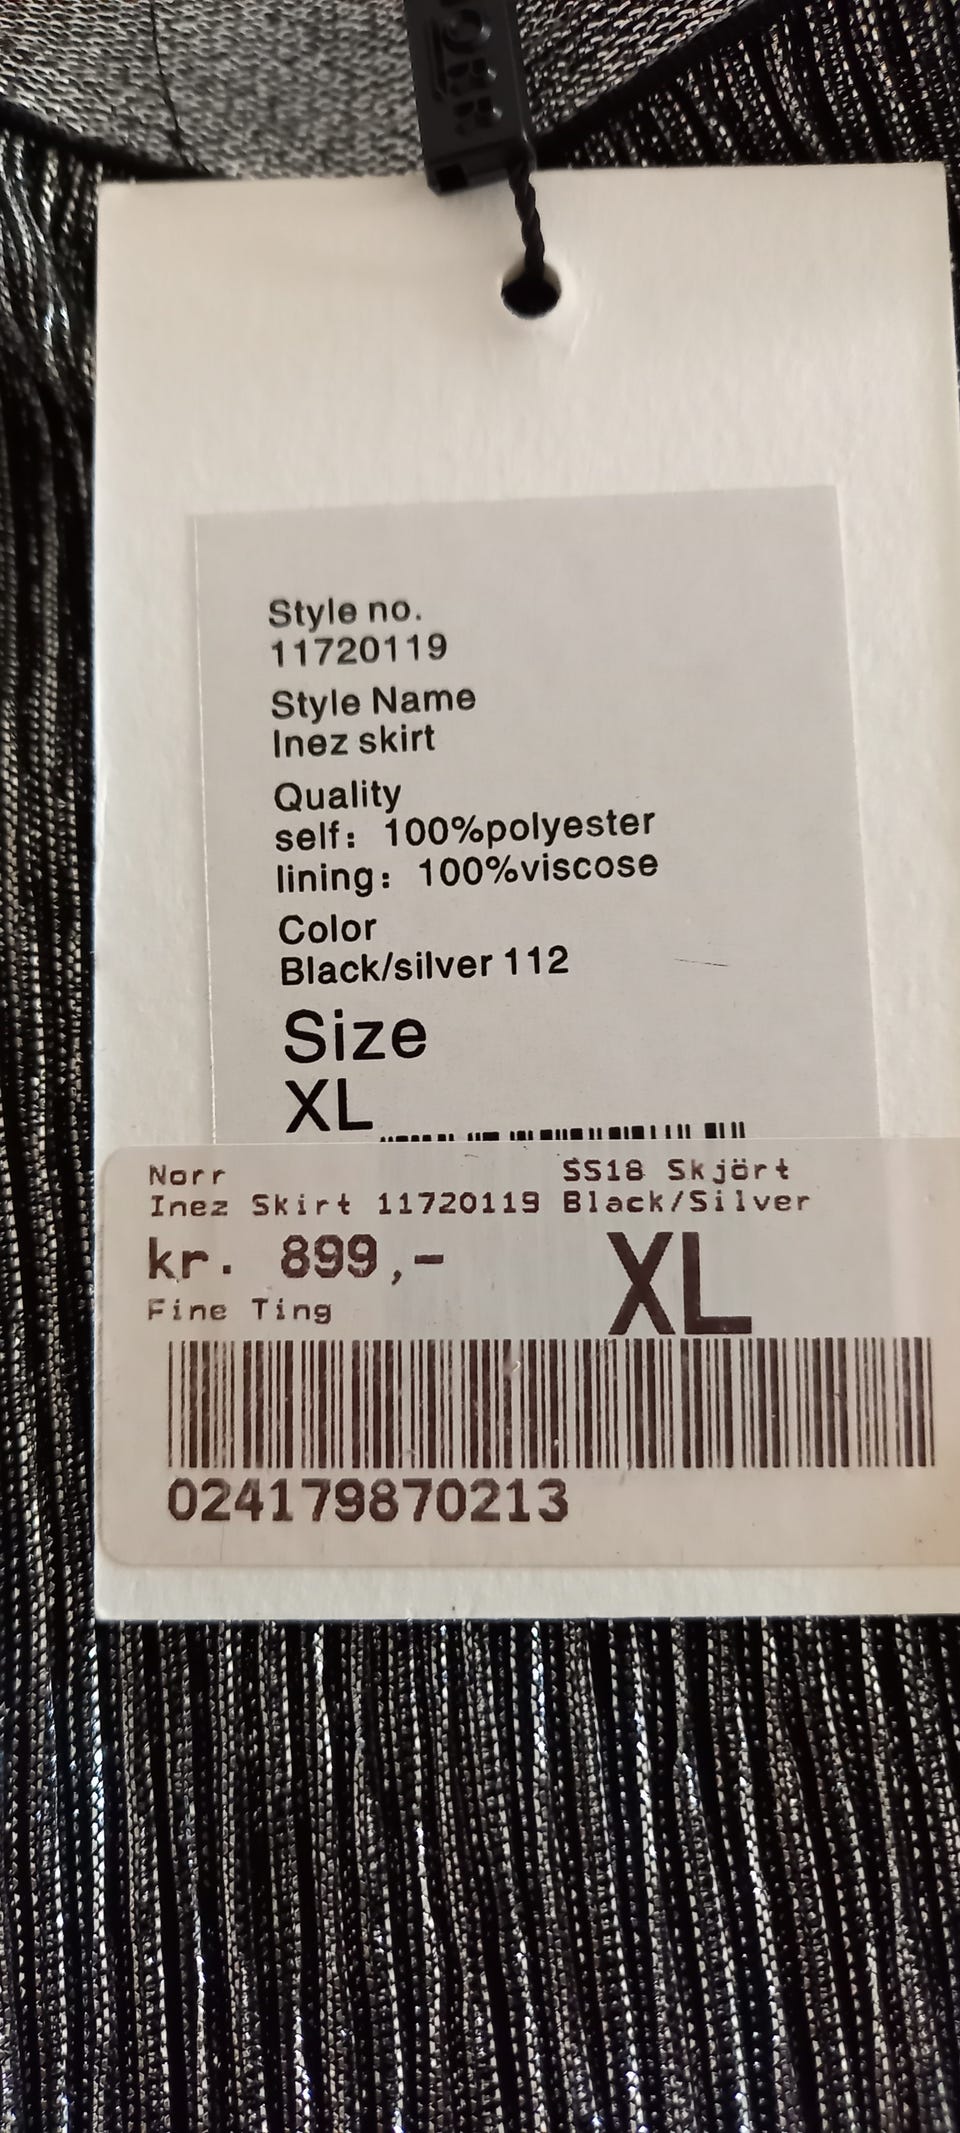 NORR
Style no.
11720119
Style Name
Inez skirt
Quality
self: 100%polyester
lining: 100%viscose
Color
Black/silver 112
Size
XL
Norr SS18 Skjört
Inez Skirt 11720119 Black/Silver
kr. 899,- XL
Fine Ting
024179870213